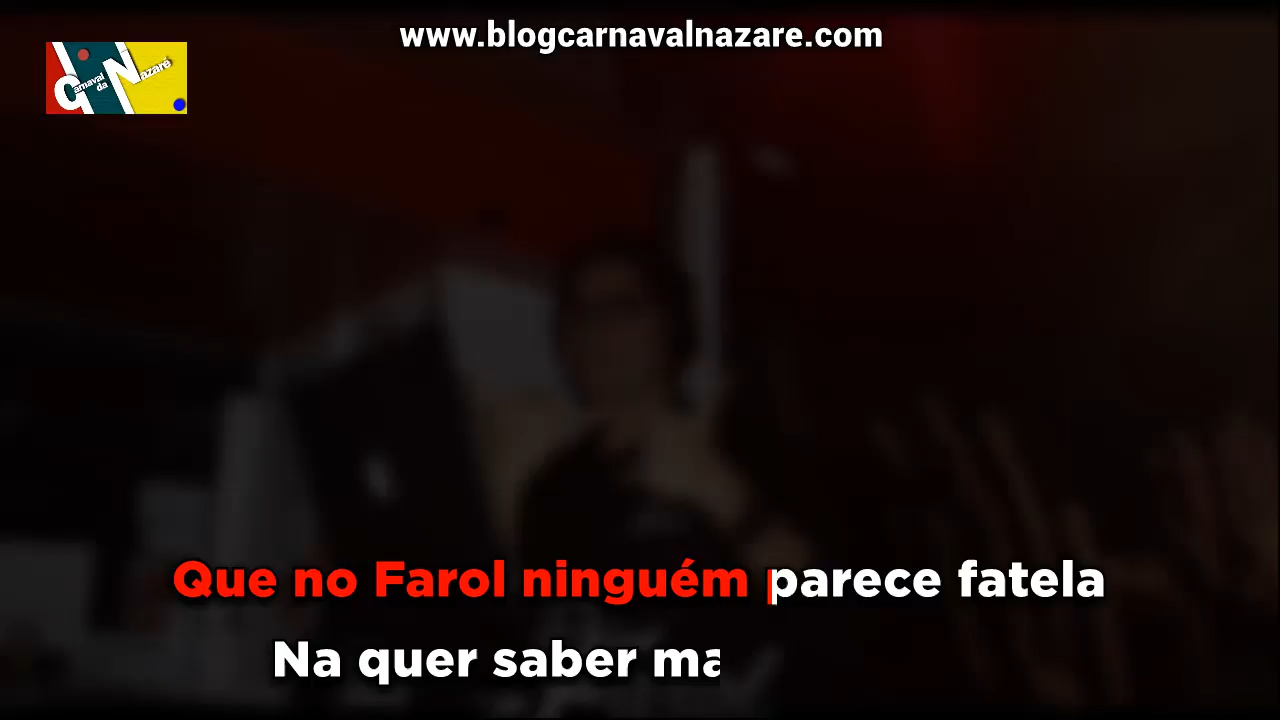 www.blogcarnavalnazare.com
Carnaval
da
Nazaré
Que no Farol ninguém parece fatela
Na quer saber ma